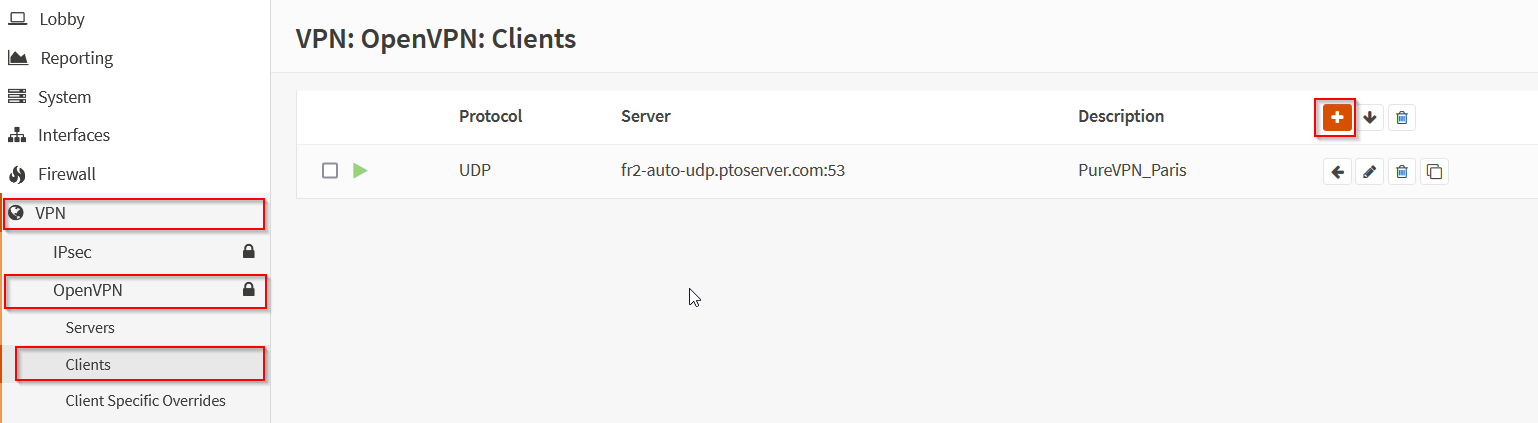 Lobby
Reporting
System
Interfaces
Firewall
VPN
IPsec
OpenVPN
Servers
Clients
Client Specific Overrides
VPN: OpenVPN: Clients
Protocol Server Description
UDP fr2-auto-udp.ptoserver.com:53 PureVPN_Paris